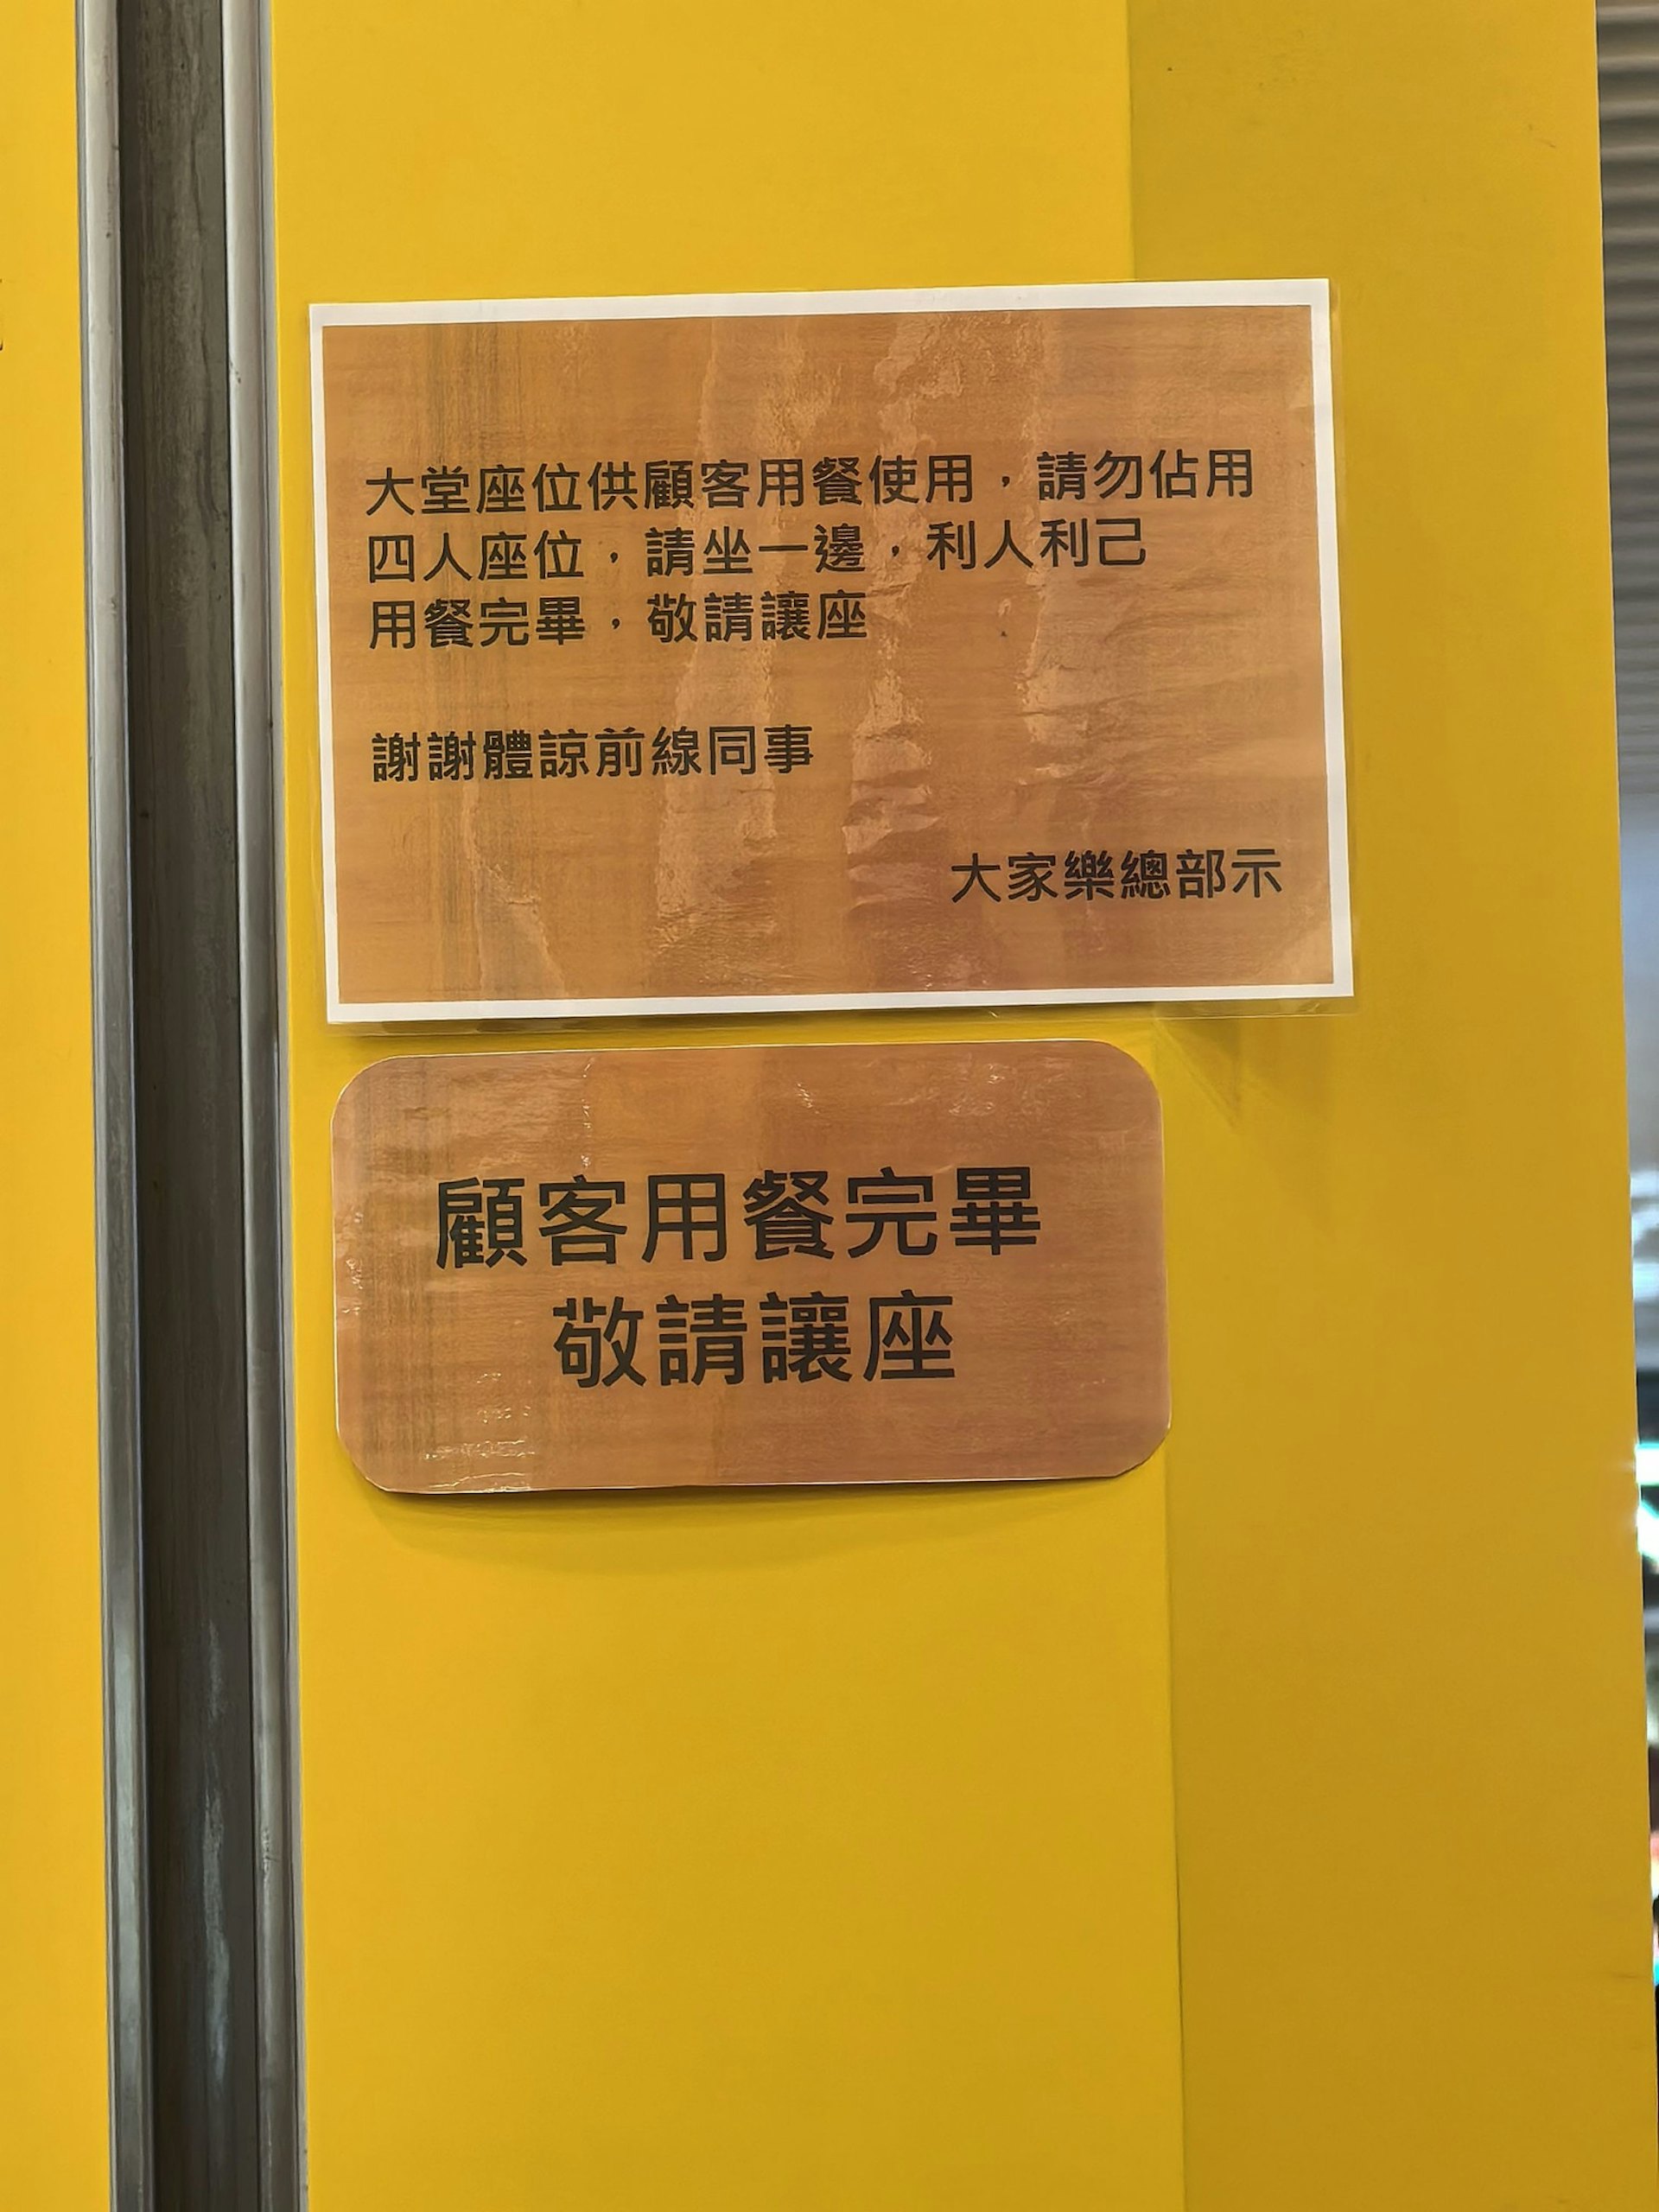 大堂座位供顧客用餐使用，請勿佔用
四人座位，請坐一邊，利人利己
用餐完畢，敬請讓座
謝謝體諒前線同事
大家樂總部示
顧客用餐完畢
敬請讓座